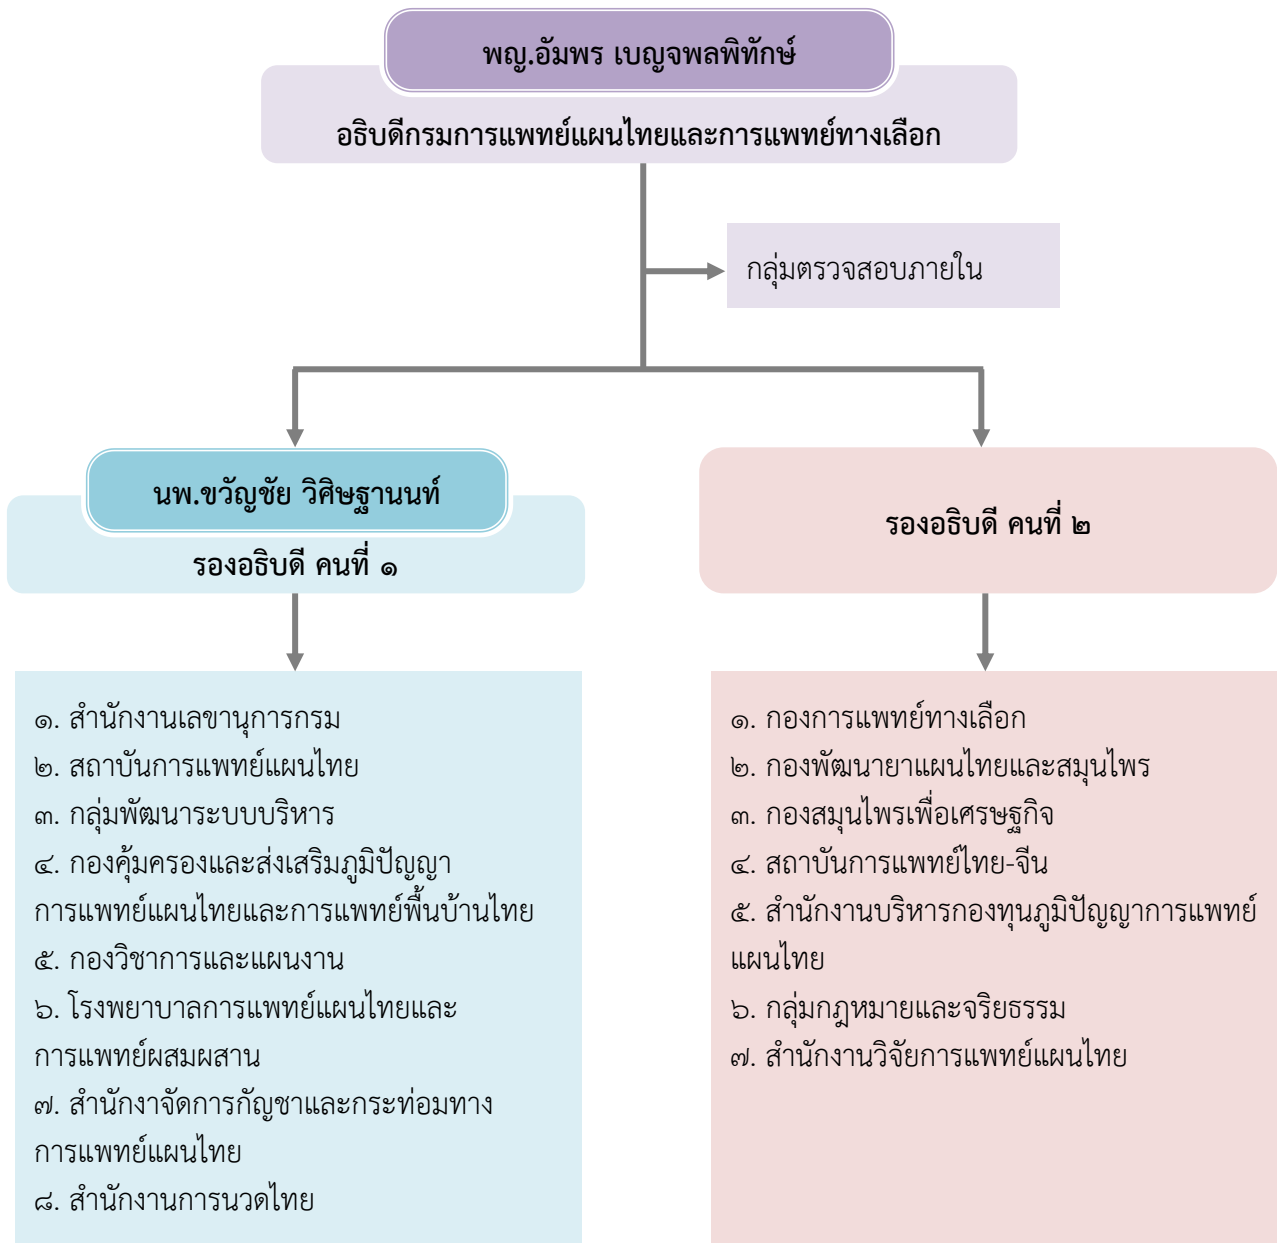 พญ.อัมพร เบญจพลพิทักษ์
อธิบดีกรมการแพทย์แผนไทยและการแพทย์ทางเลือก
กลุ่มตรวจสอบภายใน
นพ.ขวัญชัย วิศิษฐานนท์
รองอธิบดี คนที่ ๑
รองอธิบดี คนที่ ๒
๑. สำนักงานเลขานุการกรม
๒. สถาบันการแพทย์แผนไทย
๓. กลุ่มพัฒนาระบบบริหาร
๔. กองคุ้มครองและส่งเสริมภูมิปัญญา
การแพทย์แผนไทยและการแพทย์พื้นบ้านไทย
๕. กองวิชาการและแผนงาน
๖. โรงพยาบาลการแพทย์แผนไทยและ
การแพทย์ผสมผสาน
๗. สำนักงาจัดการกัญชาและกระท่อมทาง
การแพทย์แผนไทย
๘. สำนักงานการนวดไทย
๑. กองการแพทย์ทางเลือก
๒. กองพัฒนายาแผนไทยและสมุนไพร
๓. กองสมุนไพรเพื่อเศรษฐกิจ
๔. สถาบันการแพทย์ไทย-จีน
๕. สำนักงานบริหารกองทุนภูมิปัญญาการแพทย์
แผนไทย
๖. กลุ่มกฎหมายและจริยธรรม
๗. สำนักงานวิจัยการแพทย์แผนไทย